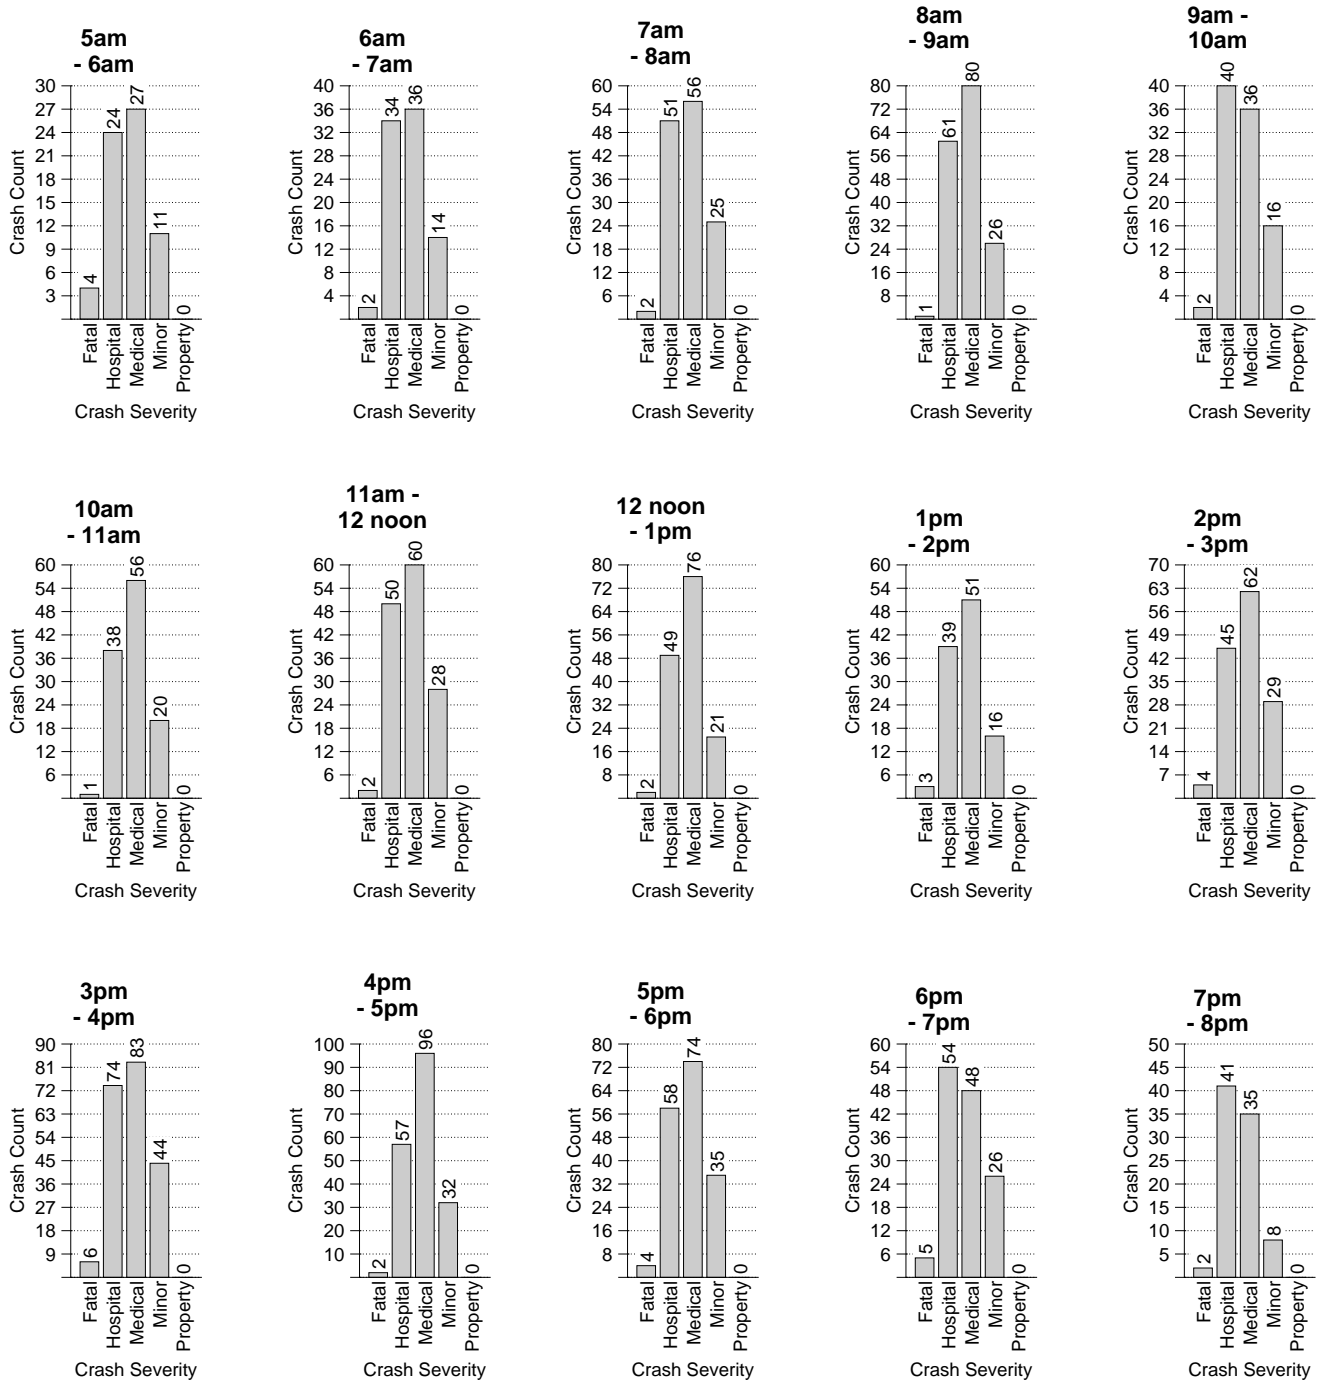 5am
- 6am
30
27
24
21
18
15
12
9
6
3
Crash Count
4
24
27
11
0
Fatal
Hospital
Medical
Minor
Property
Crash Severity
6am
- 7am
40
36
32
28
24
20
16
12
8
4
Crash Count
2
34
36
14
0
Fatal
Hospital
Medical
Minor
Property
Crash Severity
7am
- 8am
60
54
48
42
36
30
24
18
12
6
Crash Count
2
51
56
25
0
Fatal
Hospital
Medical
Minor
Property
Crash Severity
8am
- 9am
80
72
64
56
48
40
32
24
16
8
Crash Count
1
61
80
26
0
Fatal
Hospital
Medical
Minor
Property
Crash Severity
9am -
10am
40
36
32
28
24
20
16
12
8
4
Crash Count
2
40
36
16
0
Fatal
Hospital
Medical
Minor
Property
Crash Severity
10am
- 11am
60
54
48
42
36
30
24
18
12
6
Crash Count
1
38
56
20
0
Fatal
Hospital
Medical
Minor
Property
Crash Severity
11am -
12 noon
60
54
48
42
36
30
24
18
12
6
Crash Count
2
50
60
28
0
Fatal
Hospital
Medical
Minor
Property
Crash Severity
12 noon
- 1pm
80
72
64
56
48
40
32
24
16
8
Crash Count
2
49
76
21
0
Fatal
Hospital
Medical
Minor
Property
Crash Severity
1pm
- 2pm
60
54
48
42
36
30
24
18
12
6
Crash Count
3
39
51
16
0
Fatal
Hospital
Medical
Minor
Property
Crash Severity
2pm
- 3pm
70
63
56
49
42
35
28
21
14
7
Crash Count
4
45
62
29
0
Fatal
Hospital
Medical
Minor
Property
Crash Severity
3pm
- 4pm
90
81
72
63
54
45
36
27
18
9
Crash Count
6
74
83
44
0
Fatal
Hospital
Medical
Minor
Property
Crash Severity
4pm
- 5pm
100
90
80
70
60
50
40
30
20
10
Crash Count
2
57
96
32
0
Fatal
Hospital
Medical
Minor
Property
Crash Severity
5pm
- 6pm
80
72
64
56
48
40
32
24
16
8
Crash Count
4
58
74
35
0
Fatal
Hospital
Medical
Minor
Property
Crash Severity
6pm
- 7pm
60
54
48
42
36
30
24
18
12
6
Crash Count
5
54
48
26
0
Fatal
Hospital
Medical
Minor
Property
Crash Severity
7pm
- 8pm
50
45
40
35
30
25
20
15
10
5
Crash Count
2
41
35
8
0
Fatal
Hospital
Medical
Minor
Property
Crash Severity